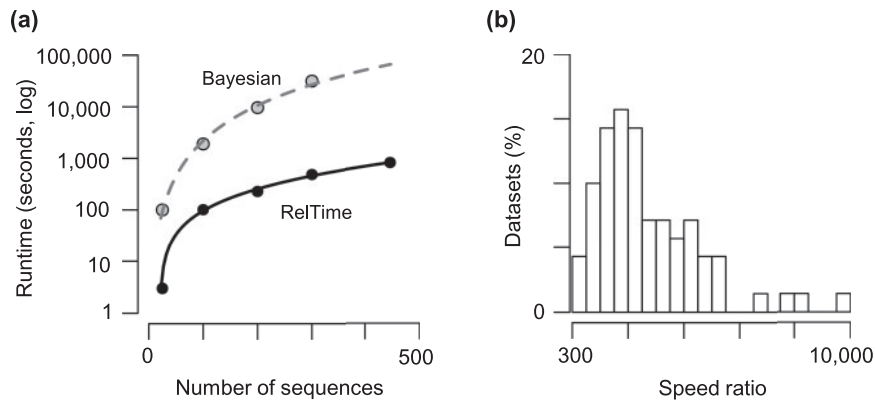 (a)
100,000
10,000
1,000
100
10
1
Runtime (seconds, log)
Bayesian
RelTime
0
500
Number of sequences
(b)
20
0
Datasets (%)
300
10,000
Speed ratio